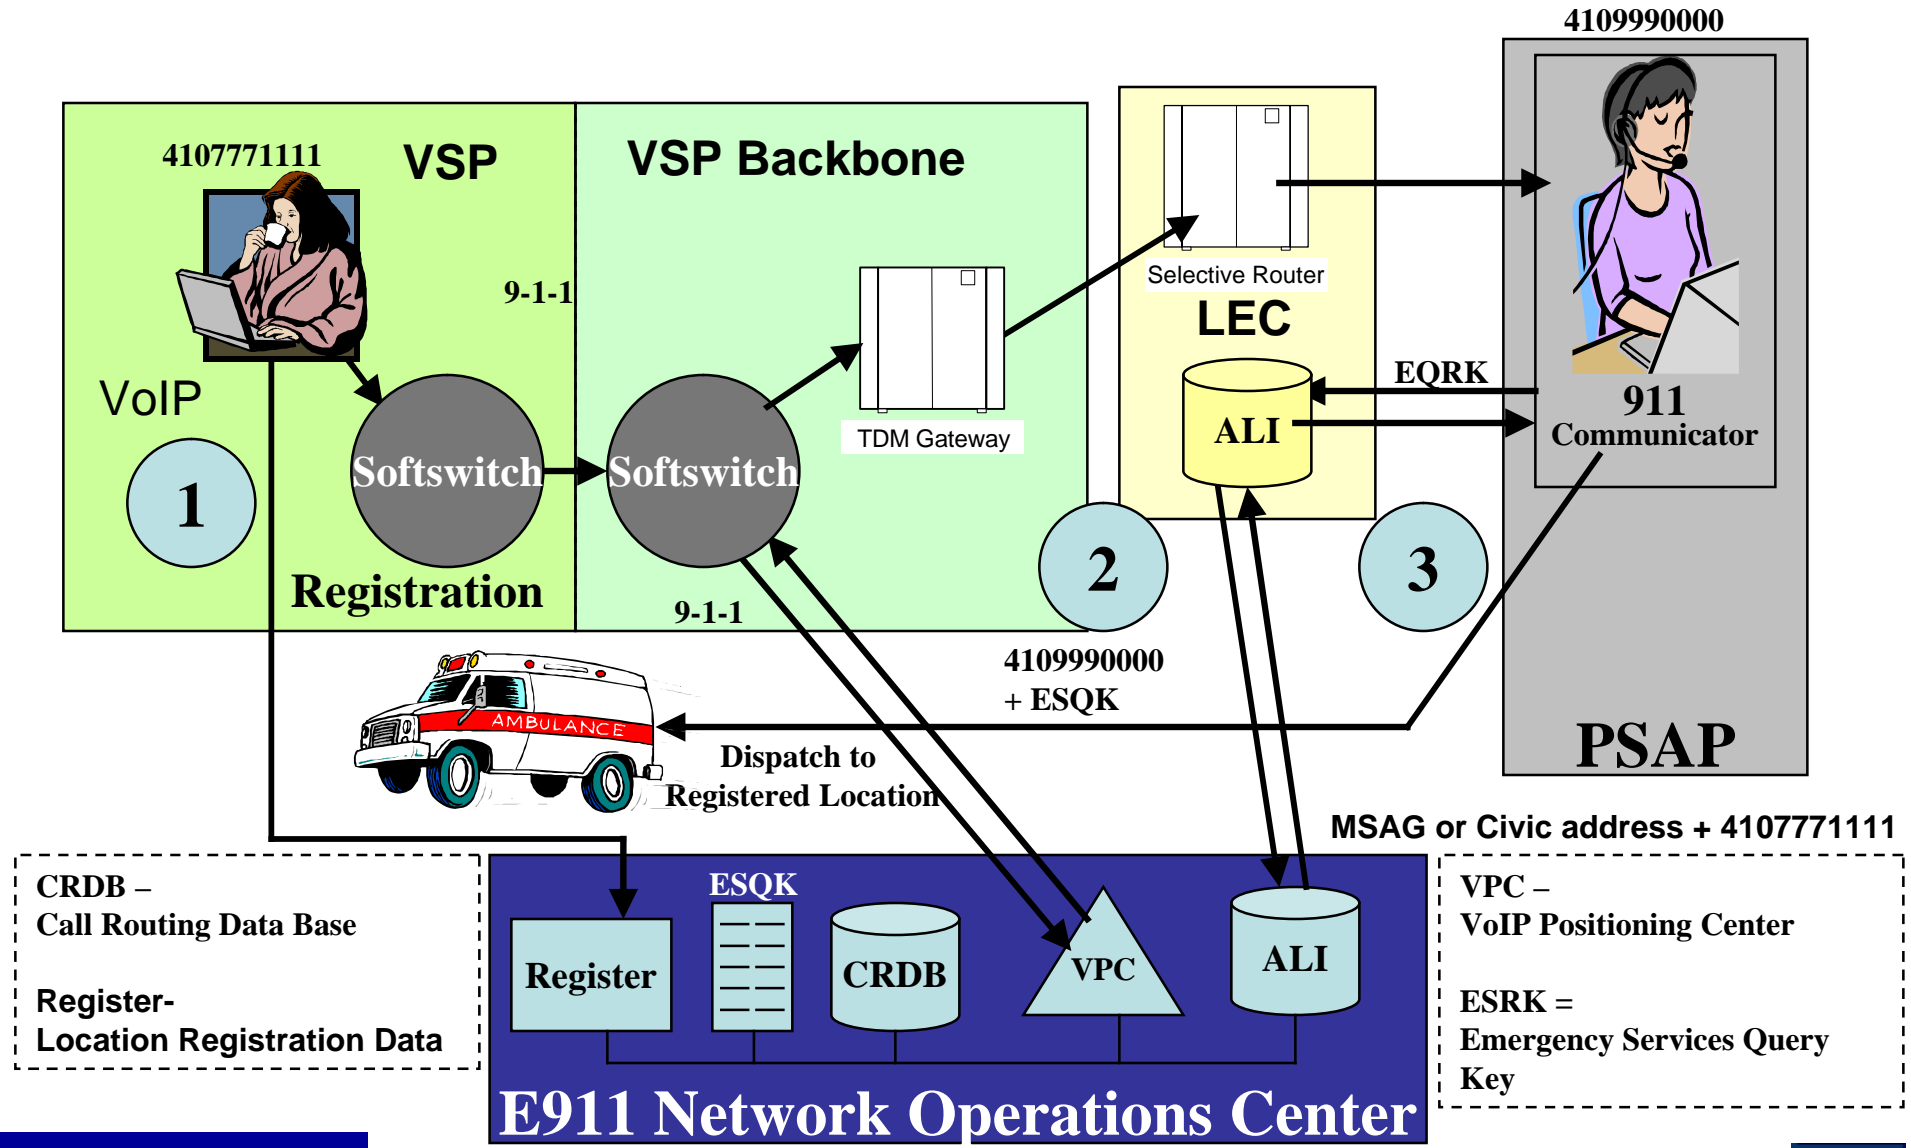 4109990000
4107771111
VSP
VSP Backbone
9-1-1
Selective Router
LEC
VoIP
TDM Gateway
EQRK
911
Communicator
ALI
Softswitch
Softswitch
1
2
3
Registration
9-1-1
4109990000
+ ESQK
AMBULANCE
Dispatch to
Registered Location
PSAP
MSAG or Civic address + 4107771111
CRDB –
Call Routing Data Base
Register-
Location Registration Data
ESQK
Register
CRDB
VPC
ALI
E911 Network Operations Center
VPC –
VoIP Positioning Center
ESRK =
Emergency Services Query
Key